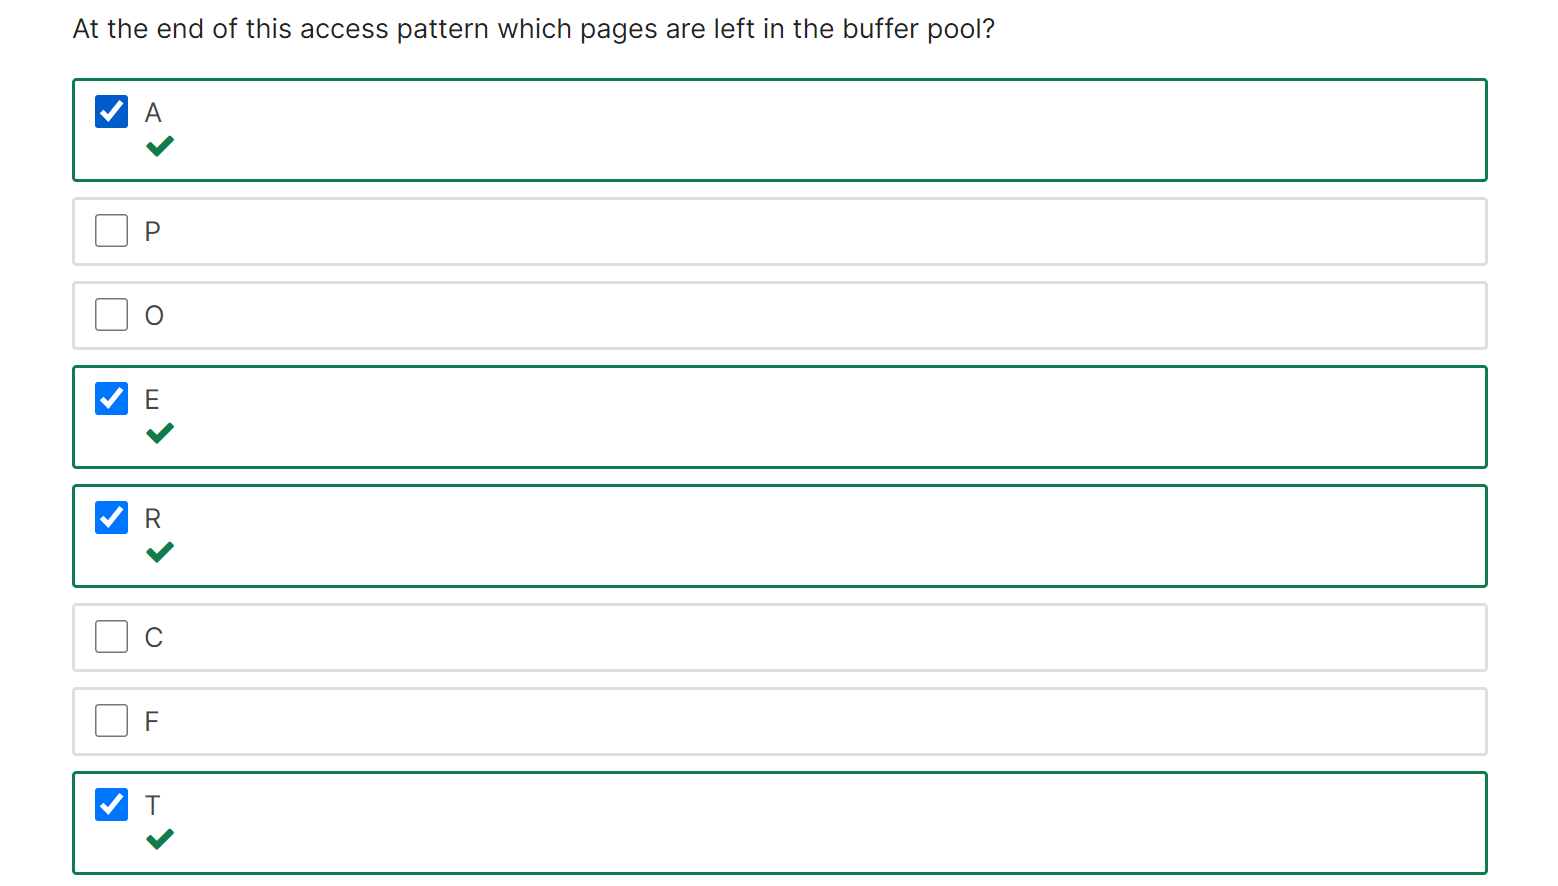 At the end of this access pattern which pages are left in the buffer pool?
A
P
O
E
R
C
F
T